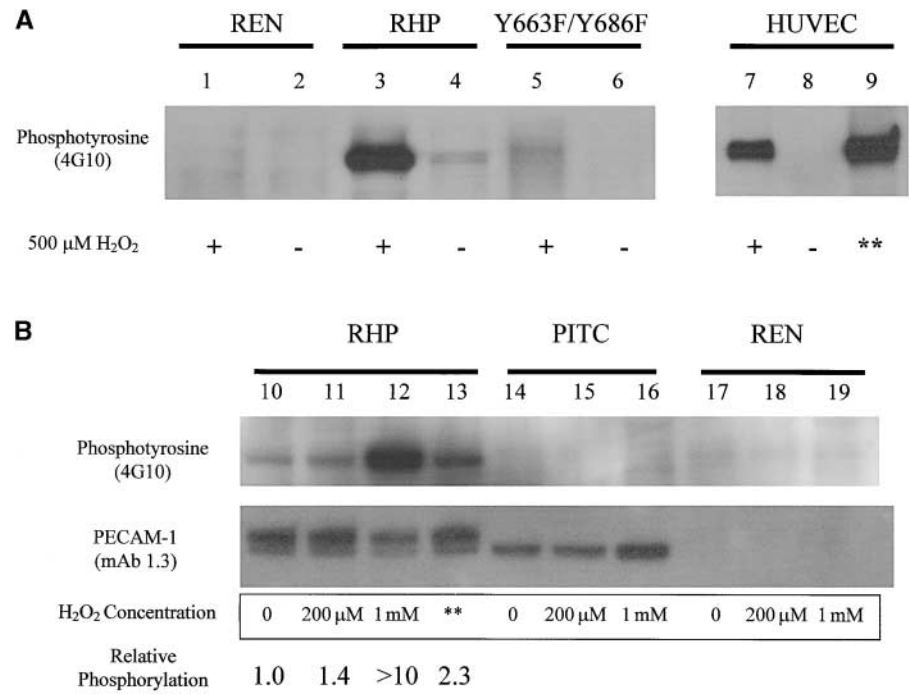 A
REN RHP Y663F/Y686F HUVEC
1 2 3 4 5 6 7 8 9
Phosphotyrosine
(4G10)
500 µM H₂O₂ + - + - + - + - **
B
RHP PITC REN
10 11 12 13 14 15 16 17 18 19
Phosphotyrosine
(4G10)
PECAM-1
(mAb 1.3)
H₂O₂ Concentration 0 200 µM 1 mM ** 0 200 µM 1 mM 0 200 µM 1 mM
Relative
Phosphorylation 1.0 1.4 >10 2.3